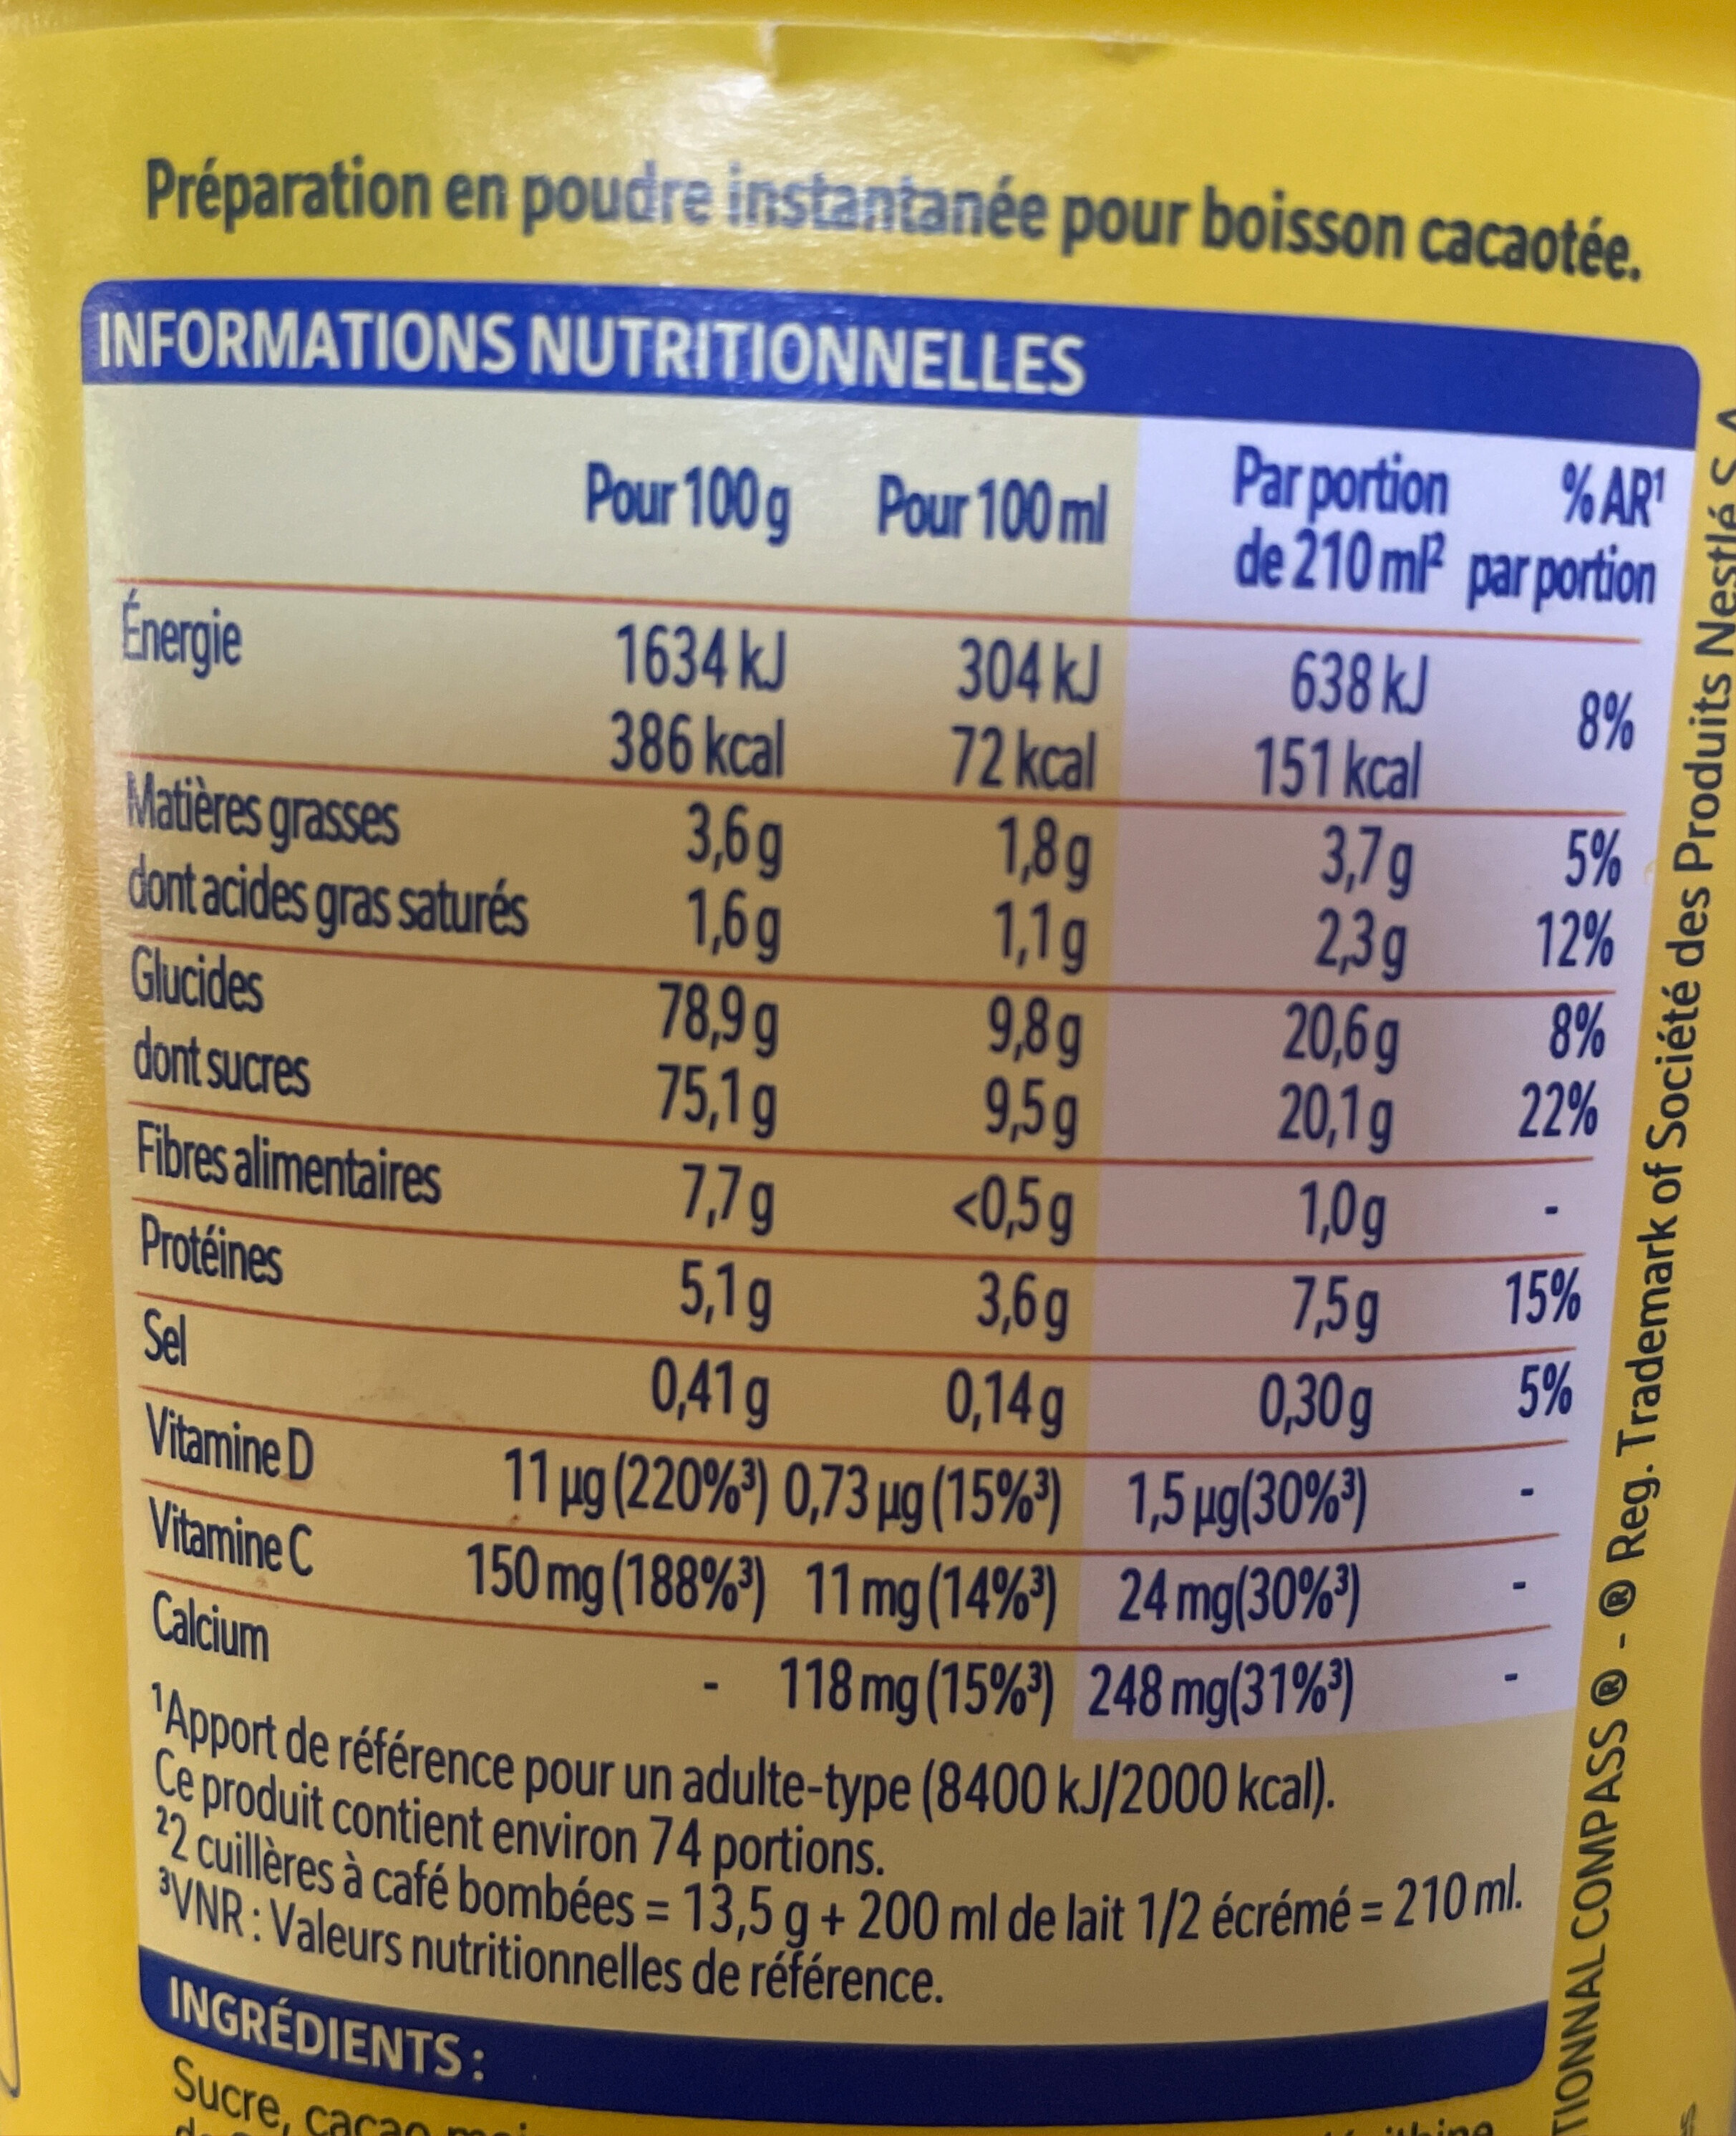 Préparation en poudre instantanée pour boisson cacaotée.
INFORMATIONS NUTRITIONNELLES
Pour 100 g Pour 100 ml Par portion de 210 ml² % AR¹ par portion
Énergie 1634 kJ 304 kJ 638 kJ 8%
386 kcal 72 kcal 151 kcal
Matières grasses 3,6 g 1,8 g 3,7 g 5%
dont acides gras saturés 1,6 g 1,1 g 2,3 g 12%
Glucides 78,9 g 9,8 g 20,6 g 8%
dont sucres 75,1 g 9,5 g 20,1 g 22%
Fibres alimentaires 7,7 g <0,5 g 1,0 g -
Protéines 5,1 g 3,6 g 7,5 g 15%
Sel 0,41 g 0,14 g 0,30 g 5%
Vitamine D 11 µg (220%³) 0,73 µg (15%³) 1,5 µg(30%³) -
Vitamine C 150 mg (188%³) 11 mg (14%³) 24 mg(30%³) -
Calcium - 118 mg (15%³) 248 mg(31%³) -
¹Apport de référence pour un adulte-type (8400 kJ/2000 kcal).
Ce produit contient environ 74 portions.
²2 cuillères à café bombées = 13,5 g + 200 ml de lait 1/2 écrémé = 210 ml.
³VNR : Valeurs nutritionnelles de référence.
INGRÉDIENTS :
Sucre, cacao
TIONNAL COMPASS ® - ® Reg. Trademark of Société des Produits Nestlé S.A